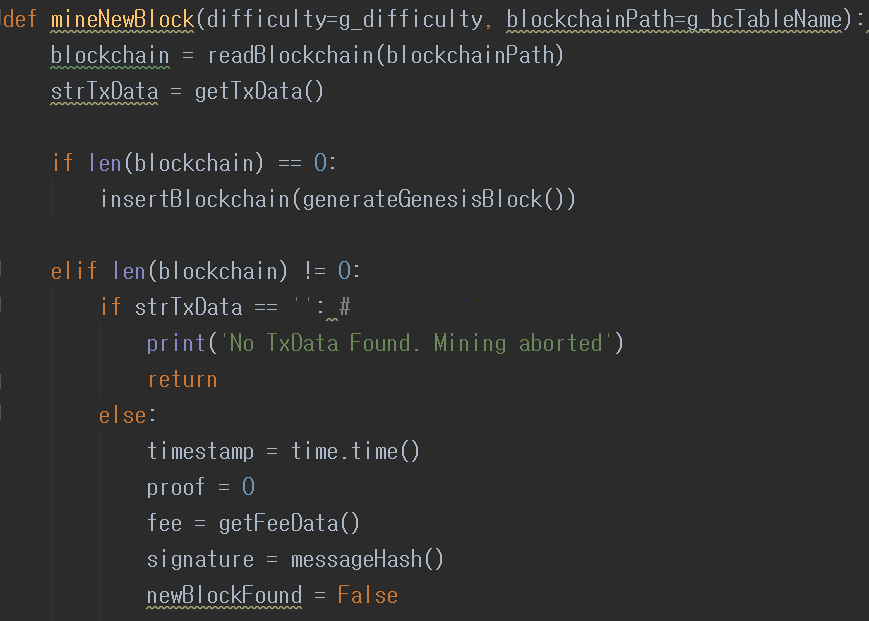 def mineNewBlock(difficulty=g_difficulty, blockchainPath=g_bcTableName):
    blockchain = readBlockchain(blockchainPath)
    strTxData = getTxData()

    if len(blockchain) == 0:
        insertBlockchain(generateGenesisBlock())

    elif len(blockchain) != 0:
        if strTxData == '': #
            print('No TxData Found. Mining aborted')
            return
        else:
            timestamp = time.time()
            proof = 0
            fee = getFeeData()
            signature = messageHash()
            newBlockFound = False